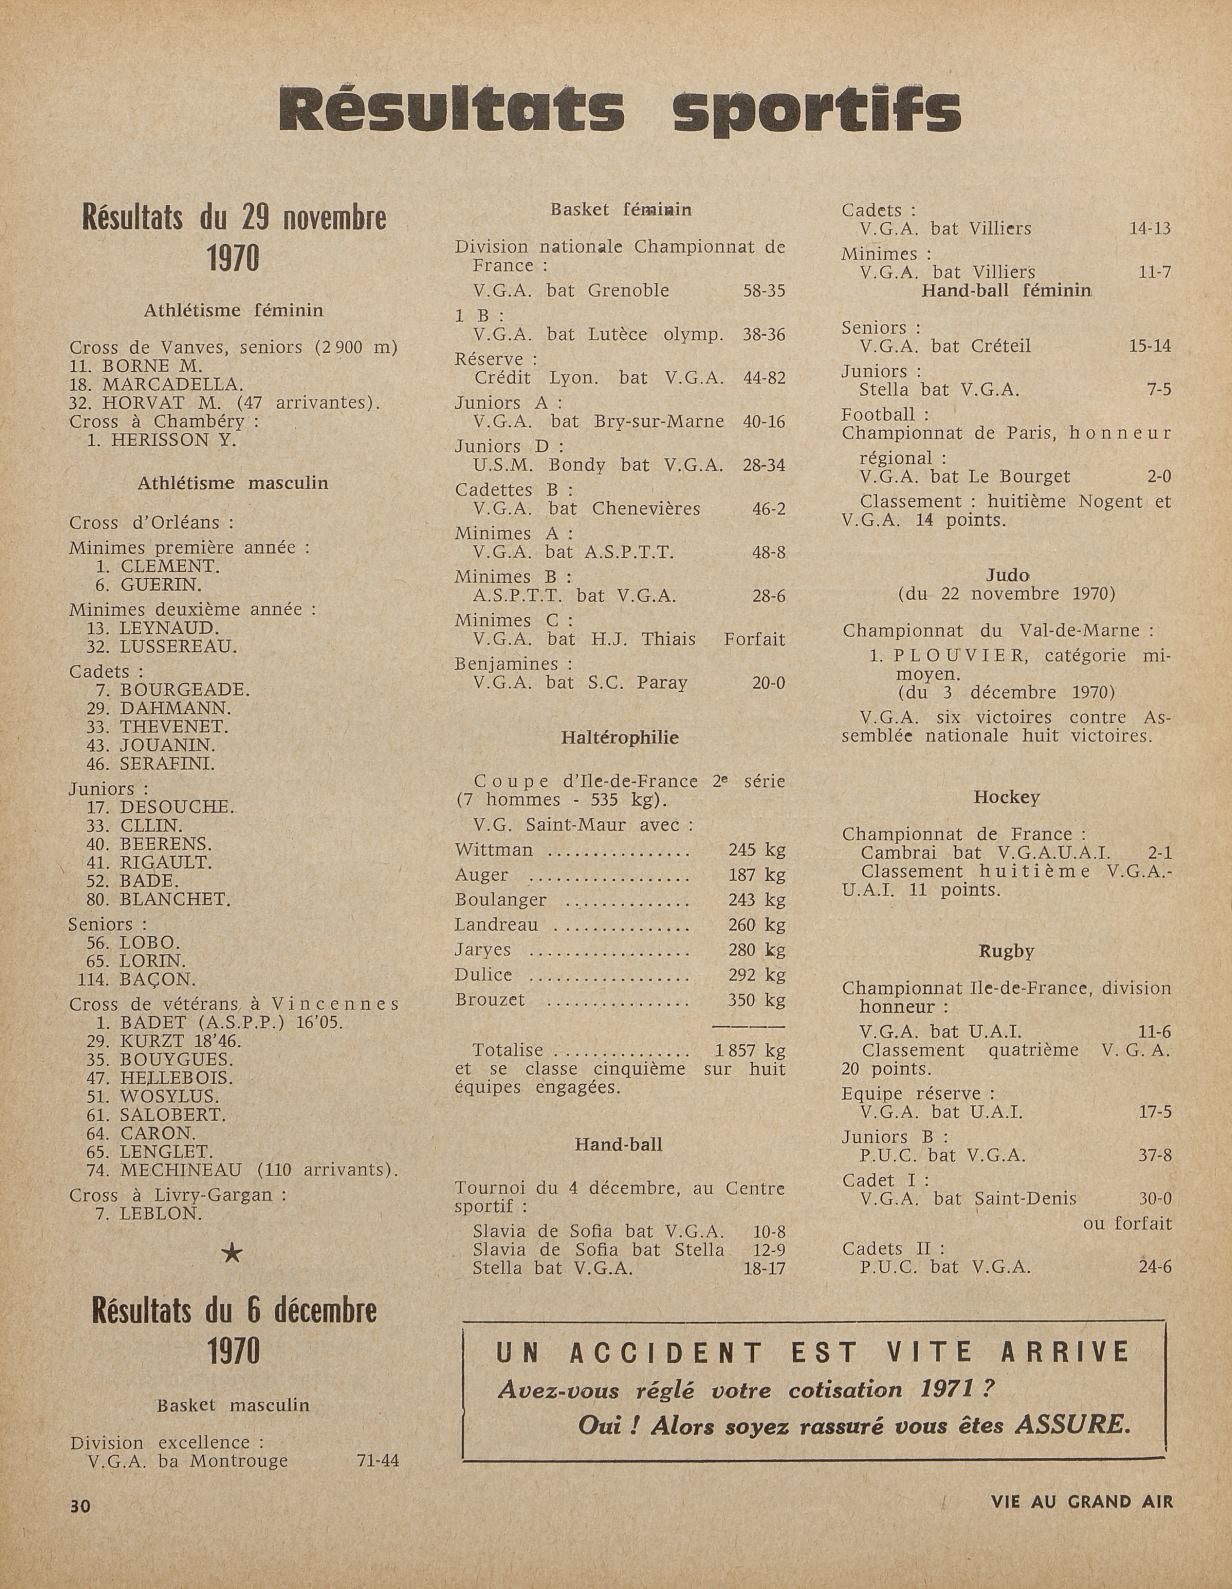 Résultats sportifs
Résultats du 29 novembre
1970
Athlétisme féminin
Cross de Vanves, seniors (2 900 m)
11. BORNE M.
18. MARCADELLA.
32. HORVAT M. (47 arrivantes).
Cross à Chambéry :
1. HERISSON Y.
Athlétisme masculin
Cross d'Orléans :
Minimes première année :
1. CLEMENT.
6. GUERIN.
Minimes deuxième année :
13. LEYNAUD.
32. LUSSEREAU.
Cadets :
7. BOURGEADE.
29. DAHMANN.
33. THEVENET.
43. JOUANIN.
46. SERAFINI.
Juniors :
17. DESOUCHE.
33. CLLIN.
40. BEERENS.
41. RIGAULT.
52. BADE.
80. BLANCHET.
Seniors :
56. LOBO.
65. LORIN.
114. BAÇON.
Cross de vétérans à Vincennes
1. BADET (A.S.P.P.) 16'05.
29. KURZT 18'46.
35. BOUYGUES.
47. HELLEBOIS.
51. WOSYLUS.
61. SALOBERT.
64. CARON.
65. LENGLET.
74. MECHINEAU (110 arrivants).
Cross à Livry-Gargan :
7. LEBLON.
★
Résultats du 6 décembre
1970
Basket masculin
Division excellence :
V.G.A. ba Montrouge 71-44
Basket féminin
Division nationale Championnat de
France :
V.G.A. bat Grenoble 58-35
1 B :
V.G.A. bat Lutèce olymp. 38-36
Réserve :
Crédit Lyon. bat V.G.A. 44-82
Juniors A :
V.G.A. bat Bry-sur-Marne 40-16
Juniors D :
U.S.M. Bondy bat V.G.A. 28-34
Cadettes B :
V.G.A. bat Chenevières 46-2
Minimes A :
V.G.A. bat A.S.P.T.T. 48-8
Minimes B :
A.S.P.T.T. bat V.G.A. 28-6
Minimes C :
V.G.A. bat H.J. Thiais Forfait
Benjamines :
V.G.A. bat S.C. Paray 20-0
Haltérophilie
Coupe d'Ile-de-France 2e série
(7 hommes - 535 kg).
V.G. Saint-Maur avec :
Wittman ................ 245 kg
Auger .................. 187 kg
Boulanger .............. 243 kg
Landreau ............... 260 kg
Jaryes .................. 280 kg
Dulice .................. 292 kg
Brouzet ................ 350 kg
Totalise ............... 1 857 kg
et se classe cinquième sur huit
équipes engagées.
Hand-ball
Tournoi du 4 décembre, au Centre
sportif :
Slavia de Sofia bat V.G.A. 10-8
Slavia de Sofia bat Stella 12-9
Stella bat V.G.A. 18-17
Cadets :
V.G.A. bat Villiers 14-13
Minimes :
V.G.A. bat Villiers 11-7
Hand-ball féminin
Seniors :
V.G.A. bat Créteil 15-14
Juniors :
Stella bat V.G.A. 7-5
Football :
Championnat de Paris, honneur
régional :
V.G.A. bat Le Bourget 2-0
Classement : huitième Nogent et
V.G.A. 14 points.
Judo
(du 22 novembre 1970)
Championnat du Val-de-Marne :
1. PLOUVIER, catégorie mi-
moyen.
(du 3 décembre 1970)
V.G.A. six victoires contre As-
semblée nationale huit victoires.
Hockey
Championnat de France :
Cambrai bat V.G.A.U.A.I. 2-1
Classement huitième V.G.A.-
U.A.I. 11 points.
Rugby
Championnat Ile-de-France, division
honneur :
V.G.A. bat U.A.I. 11-6
Classement quatrième V. G. A.
20 points.
Equipe réserve :
V.G.A. bat U.A.I. 17-5
Juniors B :
P.U.C. bat V.G.A. 37-8
Cadet I :
V.G.A. bat Saint-Denis 30-0
ou forfait
Cadets II :
P.U.C. bat V.G.A. 24-6
UN ACCIDENT EST VITE ARRIVE
Avez-vous réglé votre cotisation 1971 ?
Oui ! Alors soyez rassuré vous êtes ASSURE.
30
VIE AU GRAND AIR